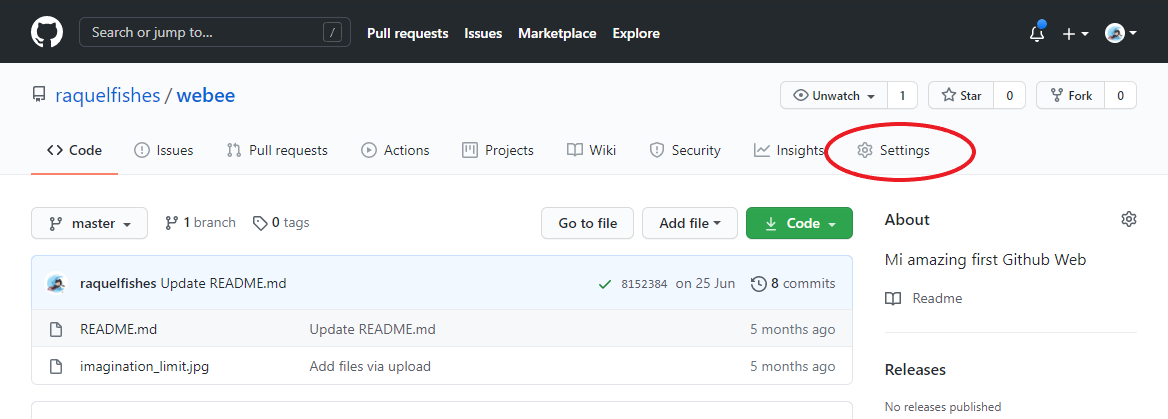 Search or jump to... / Pull requests Issues Marketplace Explore
raquelfishes / webee Unwatch 1 Star 0 Fork 0
Code Issues Pull requests Actions Projects Wiki Security Insights Settings
master 1 branch 0 tags Go to file Add file Code About
Mi amazing first Github Web
raquelfishes Update README.md 8152384 on 25 Jun 8 commits
Readme
README.md Update README.md 5 months ago
imagination_limit.jpg Add files via upload 5 months ago
Releases
No releases published